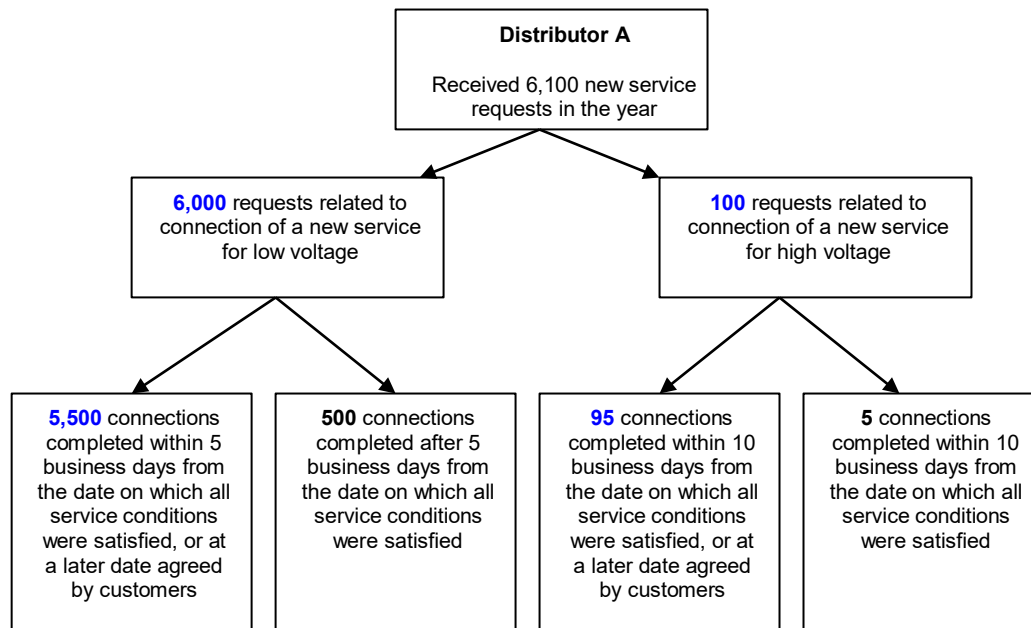 Distributor A
Received 6,100 new service
requests in the year
6,000 requests related to
connection of a new service
for low voltage
100 requests related to
connection of a new service
for high voltage
5,500 connections
completed within 5
business days from
the date on which all
service conditions
were satisfied, or at
a later date agreed
by customers
500 connections
completed after 5
business days from
the date on which all
service conditions
were satisfied
95 connections
completed within 10
business days from
the date on which all
service conditions
were satisfied, or at
a later date agreed
by customers
5 connections
completed within 10
business days from
the date on which all
service conditions
were satisfied